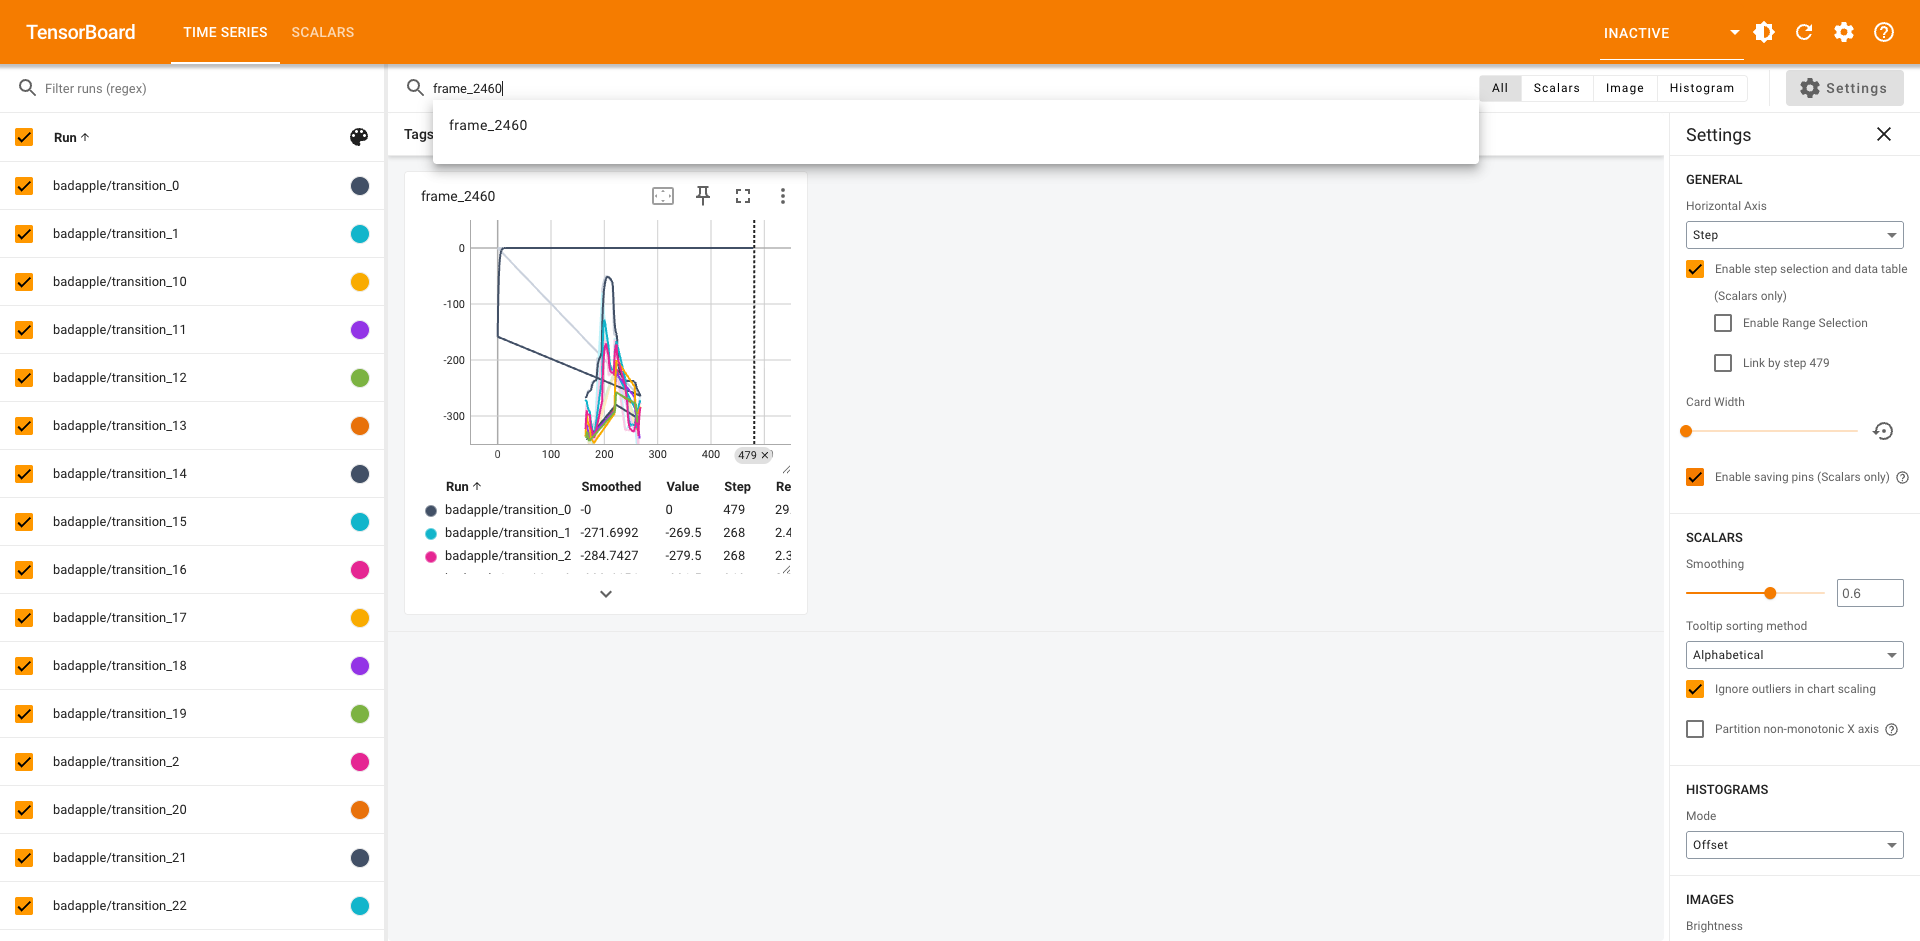 TensorBoard
TIME SERIES
SCALARS
INACTIVE
Filter runs (regex)
Run
badapple/transition_0
badapple/transition_1
badapple/transition_10
badapple/transition_11
badapple/transition_12
badapple/transition_13
badapple/transition_14
badapple/transition_15
badapple/transition_16
badapple/transition_17
badapple/transition_18
badapple/transition_19
badapple/transition_2
badapple/transition_20
badapple/transition_21
badapple/transition_22
frame_2460
frame_2460
All Scalars Image Histogram
Settings
Tags
frame_2460
0
-100
-200
-300
0 100 200 300 400 479
Run Smoothed Value Step Re
badapple/transition_0 -0 0 479 29.
badapple/transition_1 -271.6992 -269.5 268 2.4
badapple/transition_2 -284.7427 -279.5 268 2.3
Settings
GENERAL
Horizontal Axis
Step
Enable step selection and data table
(Scalars only)
Enable Range Selection
Link by step 479
Card Width
Enable saving pins (Scalars only)
SCALARS
Smoothing
0.6
Tooltip sorting method
Alphabetical
Ignore outliers in chart scaling
Partition non-monotonic X axis
HISTOGRAMS
Mode
Offset
IMAGES
Brightness